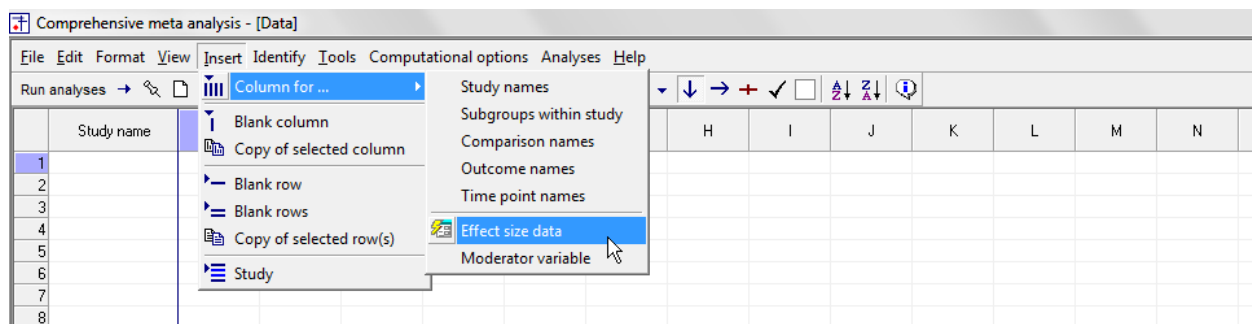 Comprehensive meta analysis - [Data]
File Edit Format View Insert Identify Tools Computational options Analyses Help
Run analyses
Column for ...
Blank column
Copy of selected column
Blank row
Blank rows
Copy of selected row(s)
Study
Study names
Subgroups within study
Comparison names
Outcome names
Time point names
Effect size data
Moderator variable
Study name H I J K L M N
1
2
3
4
5
6
7
8